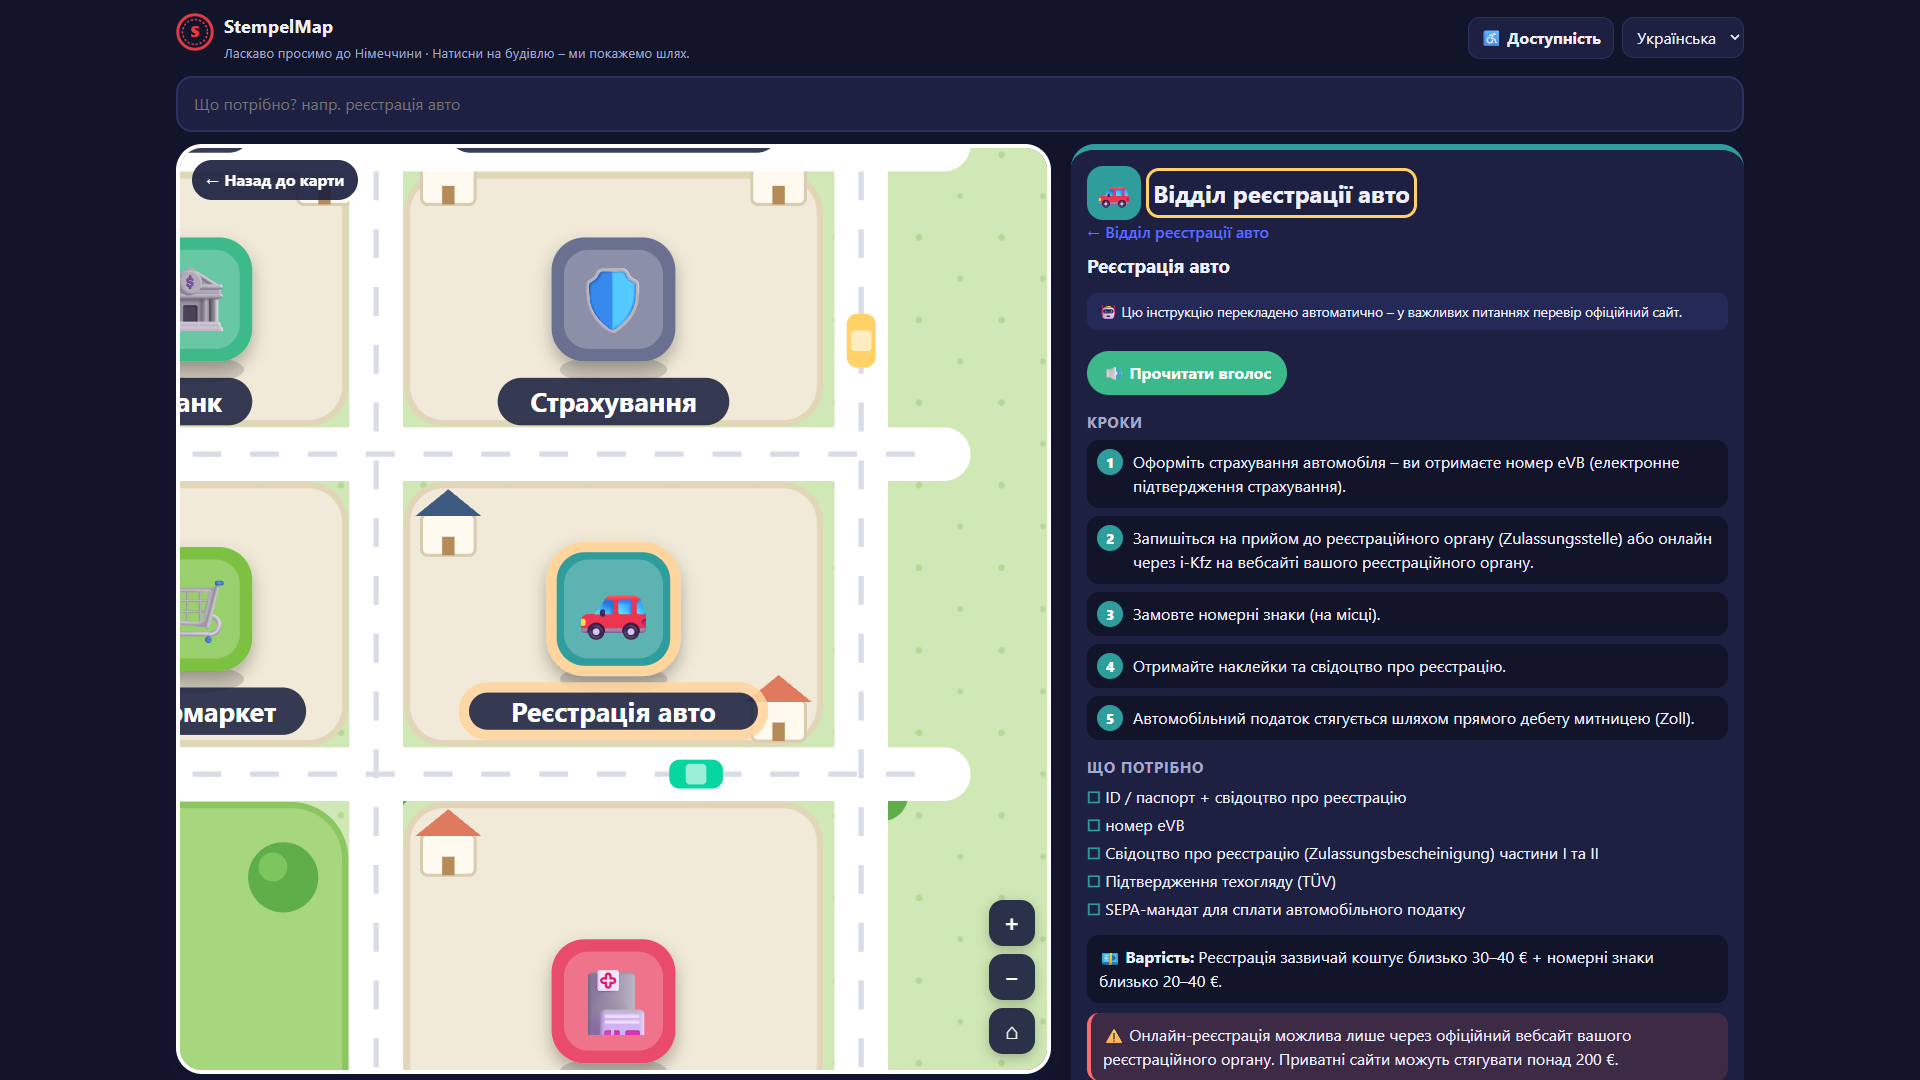 StempelMap
Ласкаво просимо до Німеччини · Натисни на будівлю – ми покажемо шлях.
Доступність
Українська
Що потрібно? напр. реєстрація авто
← Назад до карти
анк
Страхування
омаркет
Реєстрація авто
+
−
Відділ реєстрації авто
← Відділ реєстрації авто
Реєстрація авто
Цю інструкцію перекладено автоматично – у важливих питаннях перевір офіційний сайт.
Прочитати вголос
КРОКИ
1 Оформіть страхування автомобіля – ви отримаєте номер eVB (електронне
підтвердження страхування).
2 Запишіться на прийом до реєстраційного органу (Zulassungsstelle) або онлайн
через i-Kfz на вебсайті вашого реєстраційного органу.
3 Замовте номерні знаки (на місці).
4 Отримайте наклейки та свідоцтво про реєстрацію.
5 Автомобільний податок стягується шляхом прямого дебету митницею (Zoll).
ЩО ПОТРІБНО
ID / паспорт + свідоцтво про реєстрацію
номер eVB
Свідоцтво про реєстрацію (Zulassungsbescheinigung) частини I та II
Підтвердження техогляду (TÜV)
SEPA-мандат для сплати автомобільного податку
Вартість: Реєстрація зазвичай коштує близько 30–40 € + номерні знаки
близько 20–40 €.
Онлайн-реєстрація можлива лише через офіційний вебсайт вашого
реєстраційного органу. Приватні сайти можуть стягувати понад 200 €.